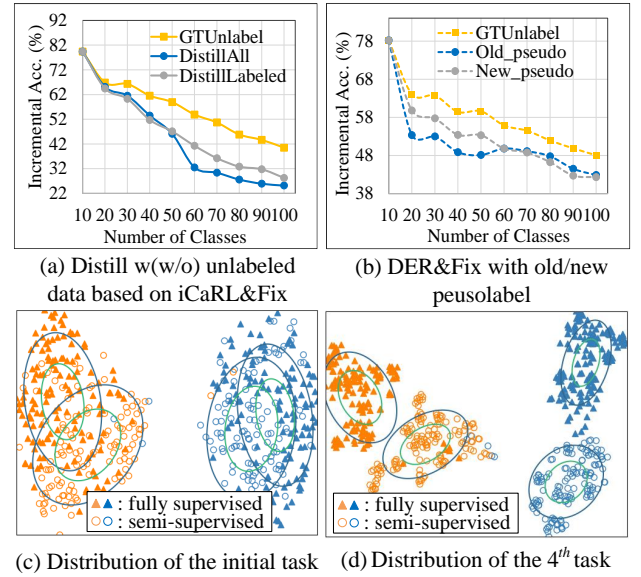 92
82
72
62
52
42
32
22
Incremental Acc. (%)
GTUnlabel
DistillAll
DistillLabeled
10 20 30 40 50 60 70 80 90 100
Number of Classes
78
68
58
48
38
Incremental Acc. (%)
GTUnlabel
Old_pseudo
New_pseudo
10 20 30 40 50 60 70 80 90 100
Number of Classes
(a) Distill w(w/o) unlabeled
data based on iCaRL&Fix
(b) DER&Fix with old/new
peusolabel
: fully supervised
: semi-supervised
: fully supervised
: semi-supervised
(c) Distribution of the initial task
(d) Distribution of the 4th task